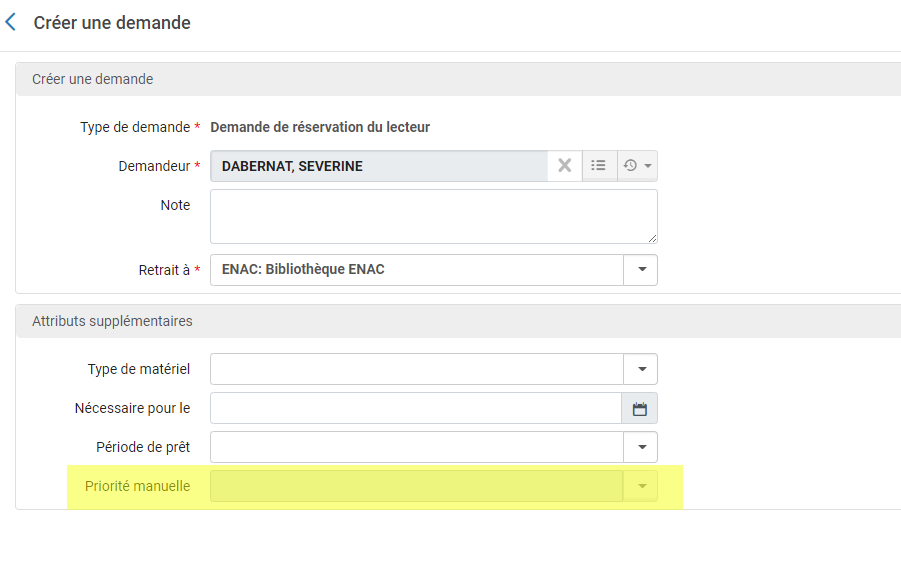 Créer une demande
Créer une demande
Type de demande * Demande de réservation du lecteur
Demandeur * DABERNAT, SEVERINE
Note
Retrait à * ENAC: Bibliothèque ENAC
Attributs supplémentaires
Type de matériel
Nécessaire pour le
Période de prêt
Priorité manuelle